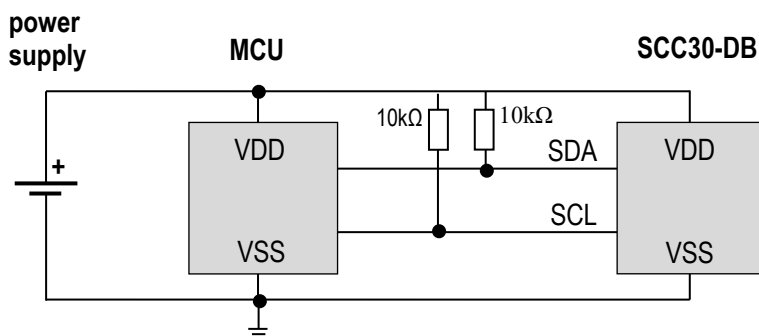 power
supply
MCU
SCC30-DB
10kΩ
10kΩ
VDD
SDA
VDD
+
SCL
VSS
VSS